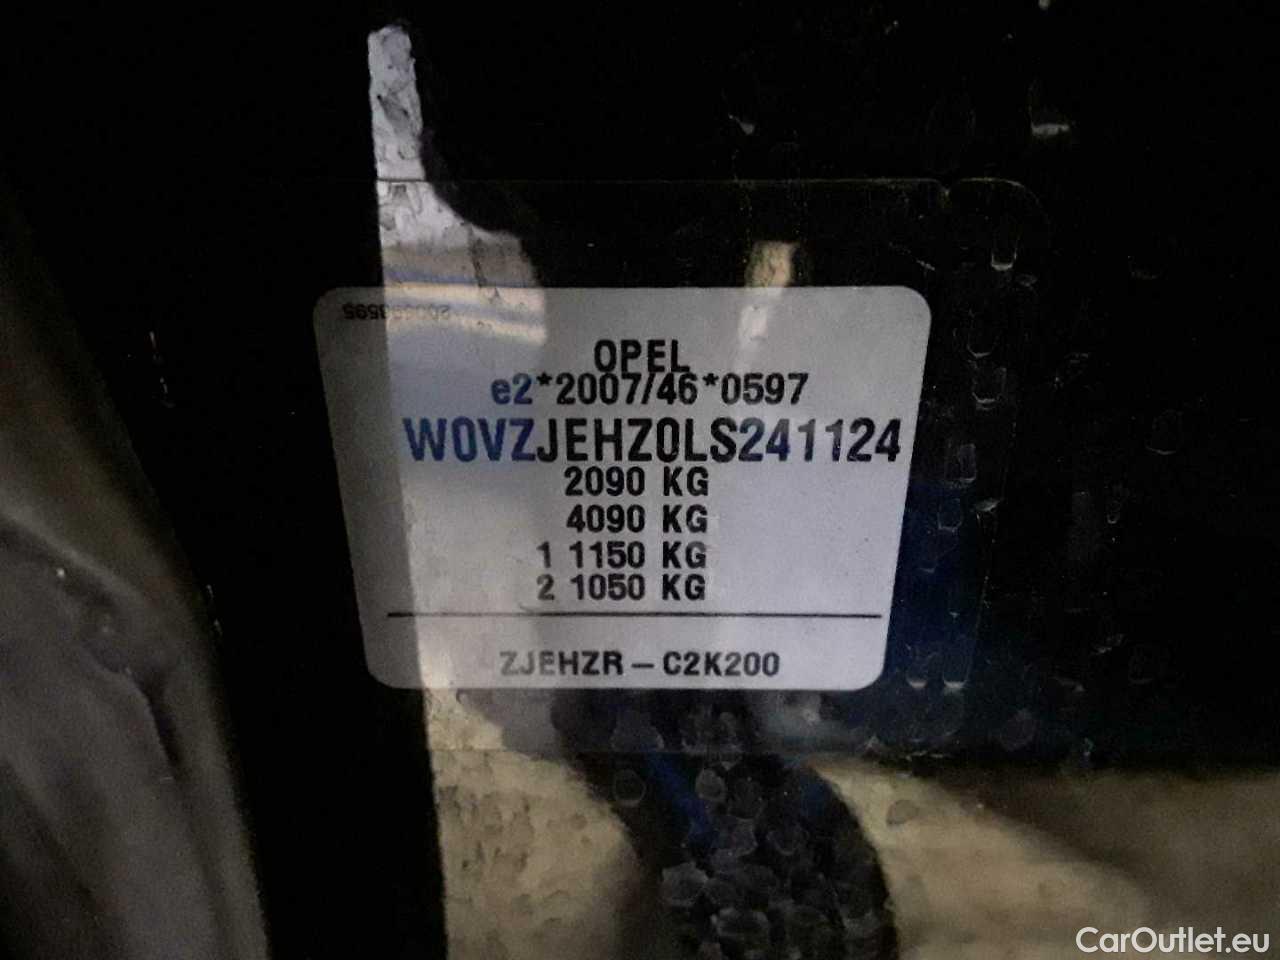 OPEL
e2*2007/46*0597
W0VZJEHZ0LS241124
2090 KG
4090 KG
1 1150 KG
2 1050 KG
ZJEHZR – C2K200
CarOutlet.eu